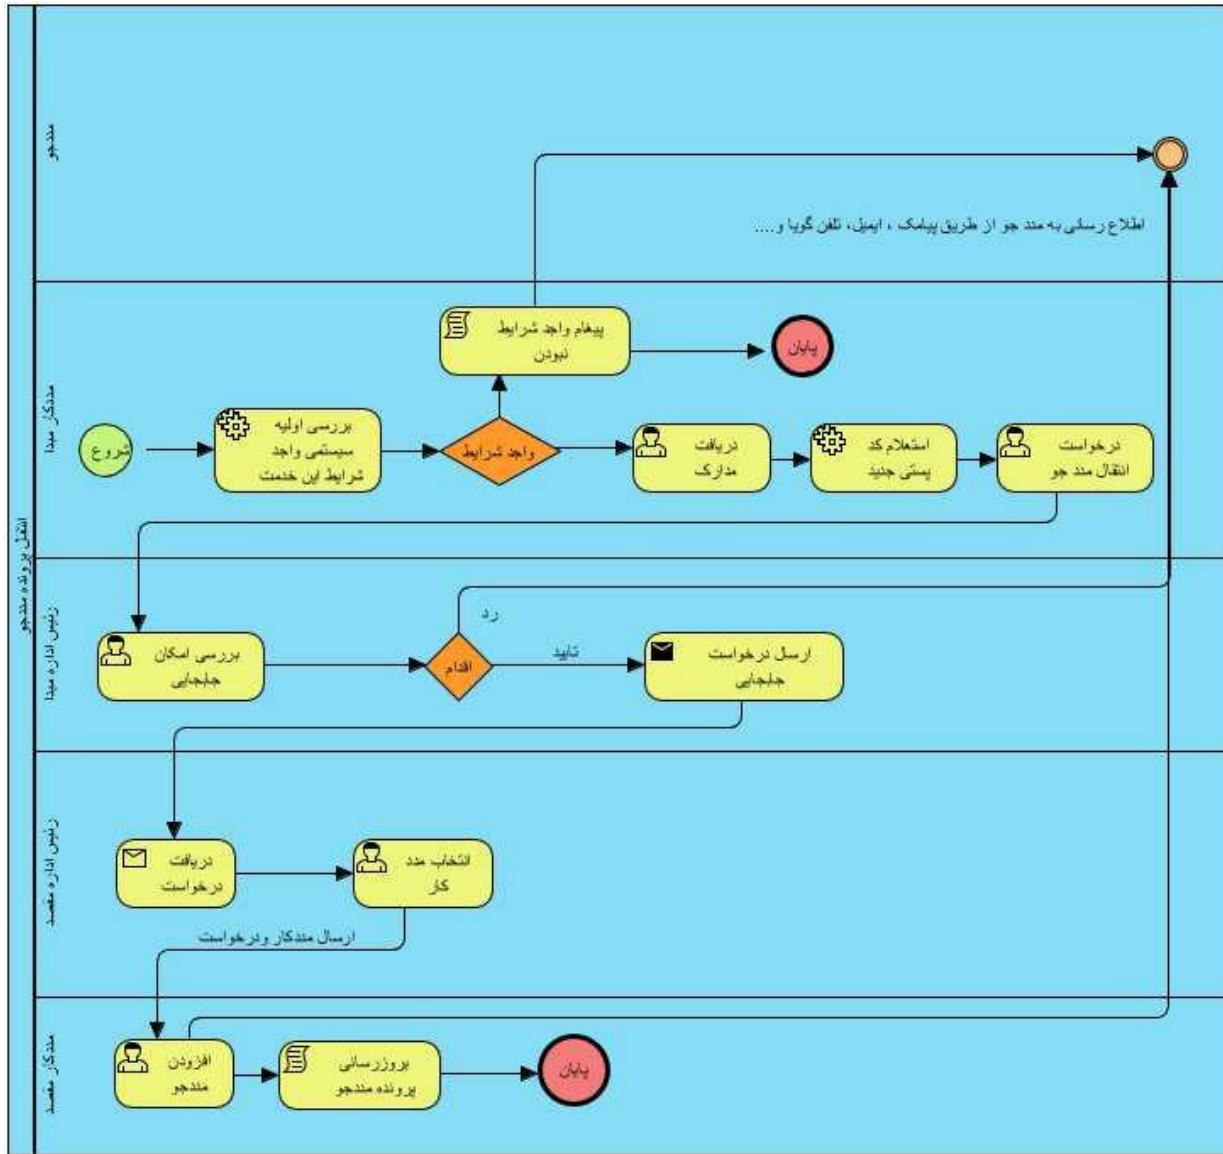 انتقال پرونده مددجو
مددجو
اطلاع رسانی به مدد جو از طریق پیامک ، ایمیل، تلفن گویا و....
مددکار مبدا
پیغام واجد شرایط
نبودن
پایان
شروع
بررسی اولیه
سیستمی واجد
شرایط این خدمت
واجد شرایط
دریافت
مدارک
استعلام کد
پستی جدید
درخواست
انتقال مدد جو
رئیس اداره مبدا
بررسی امکان
جابجایی
اقدام
رد
تایید
ارسال درخواست
جابجایی
رئیس اداره مقصد
دریافت
درخواست
انتخاب مدد
کار
ارسال مددکار ودرخواست
مددکار مقصد
افزودن
مددجو
بروزرسانی
پرونده مددجو
پایان